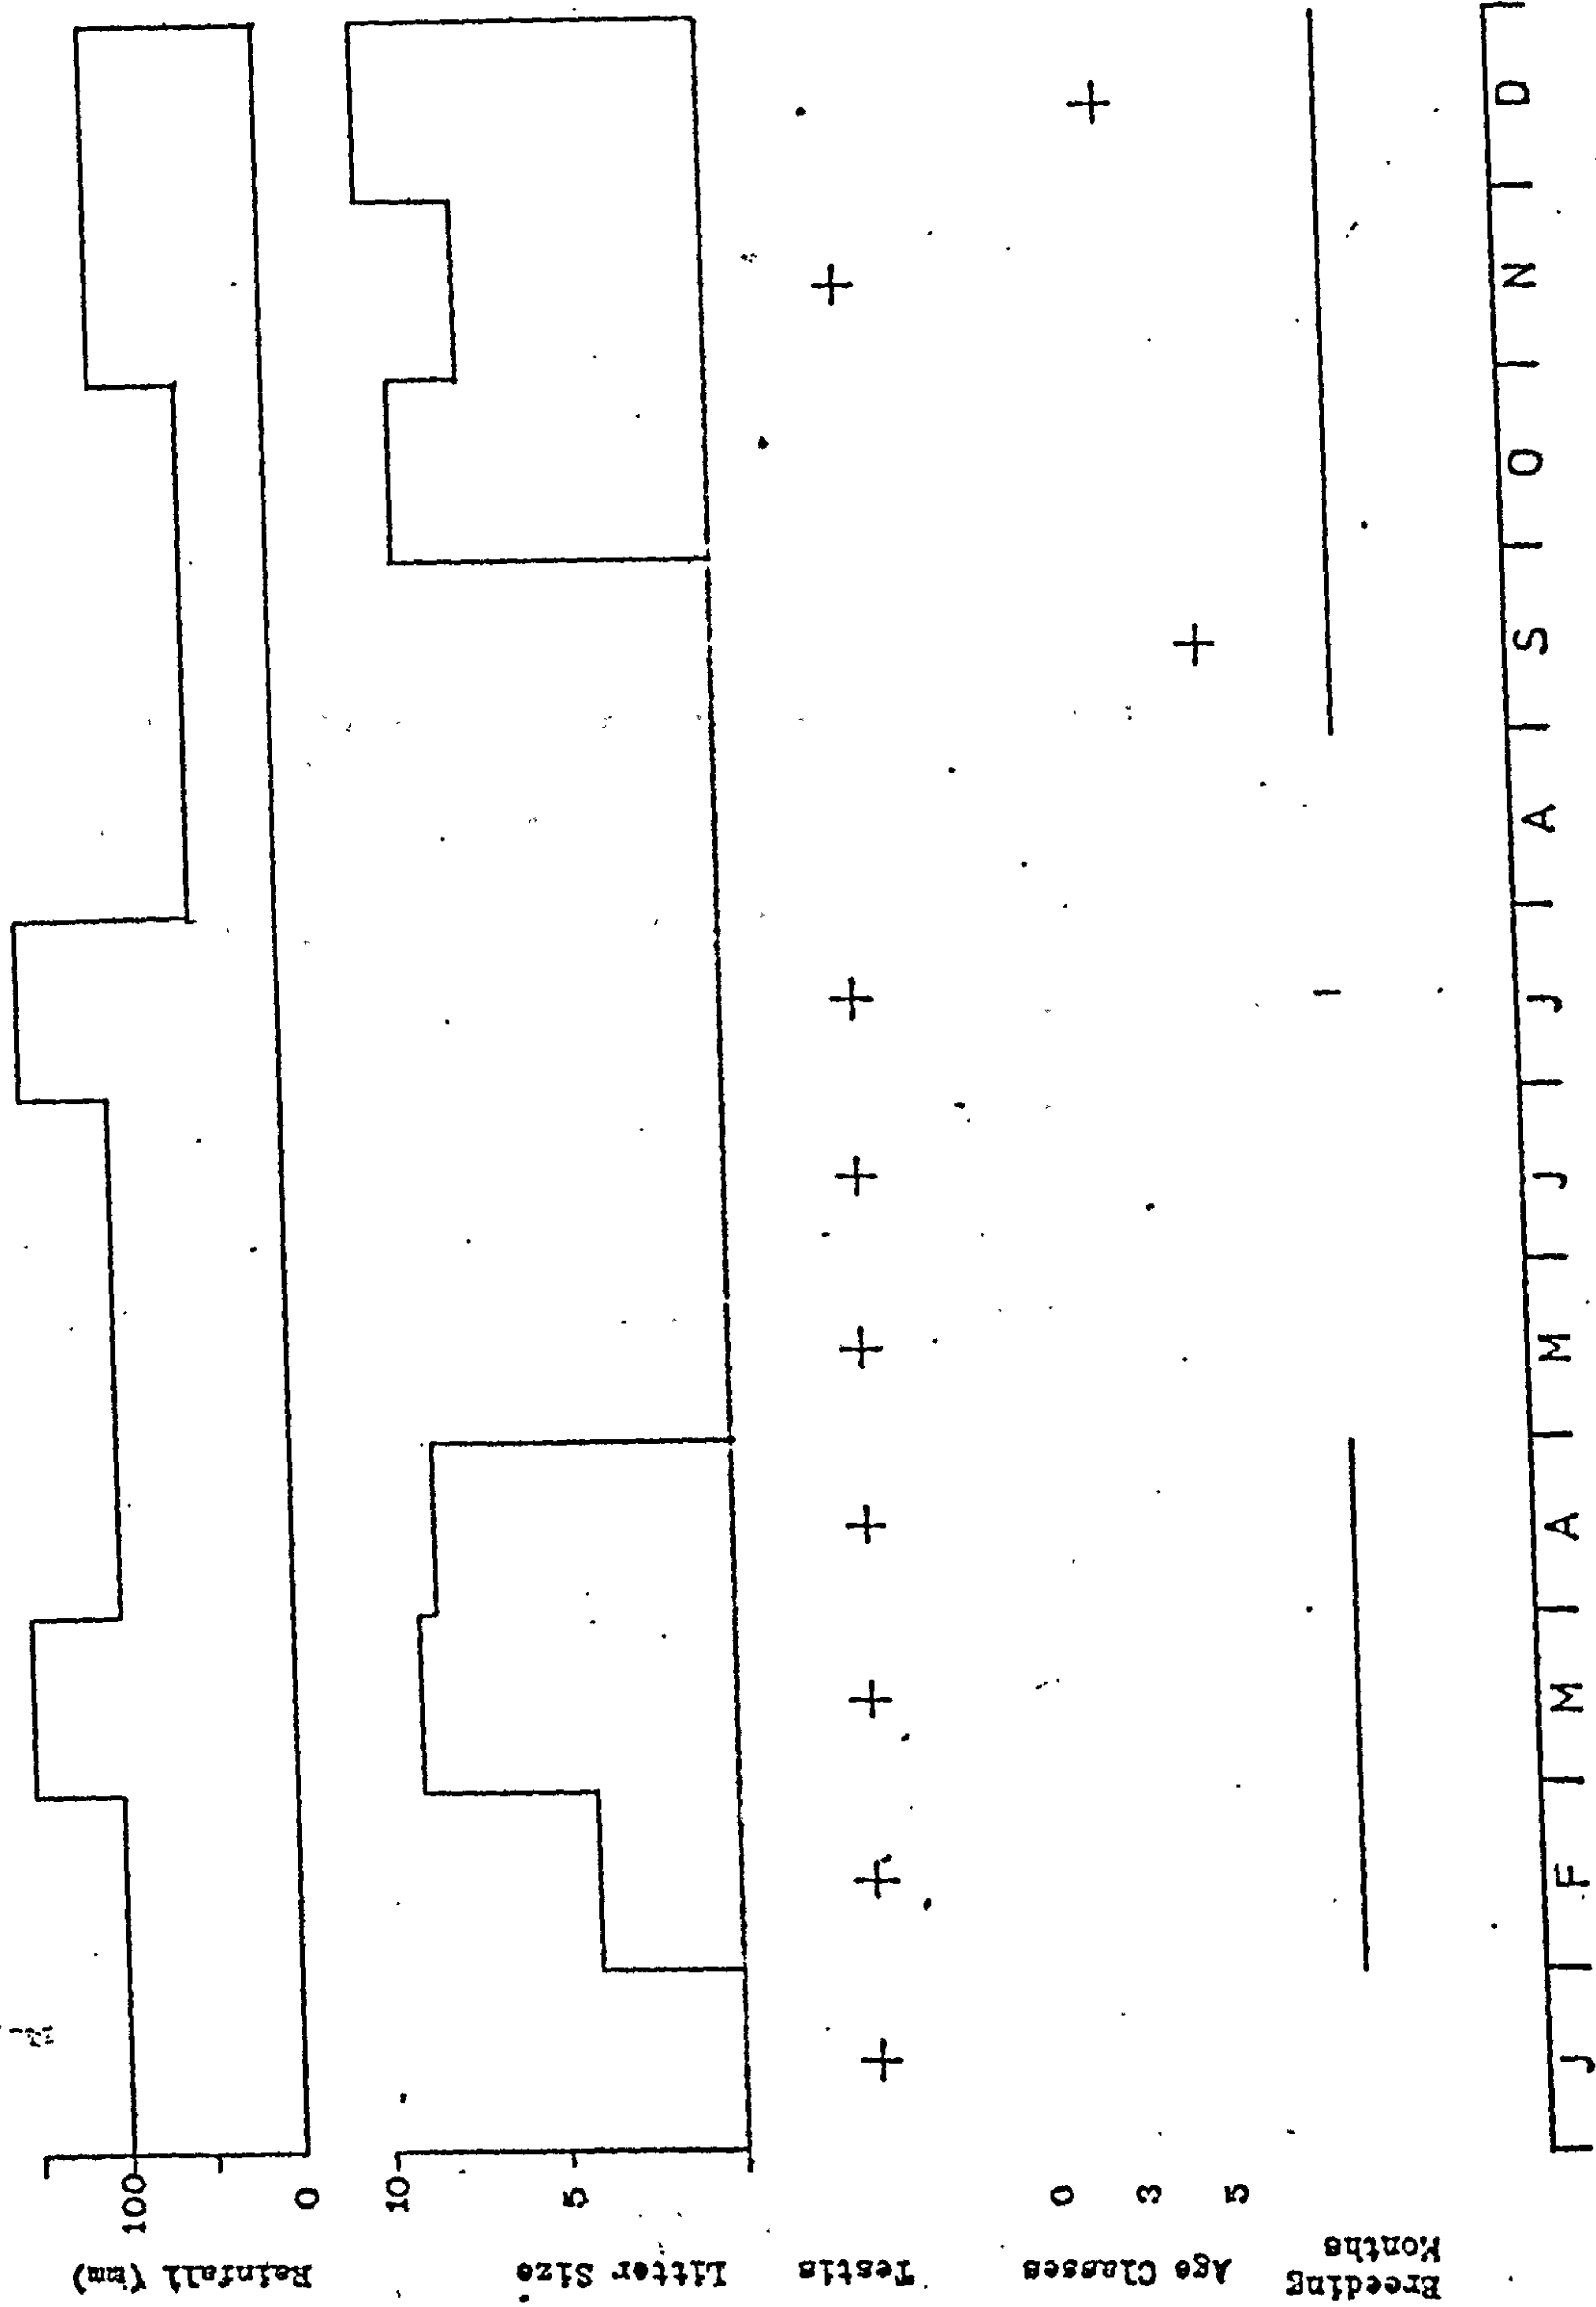 Rainfall (mm)
100
0
Litter Size
10
5
Testis
Age Classes
0
3
5
Breeding
Months
J F M A M J J A S O N D